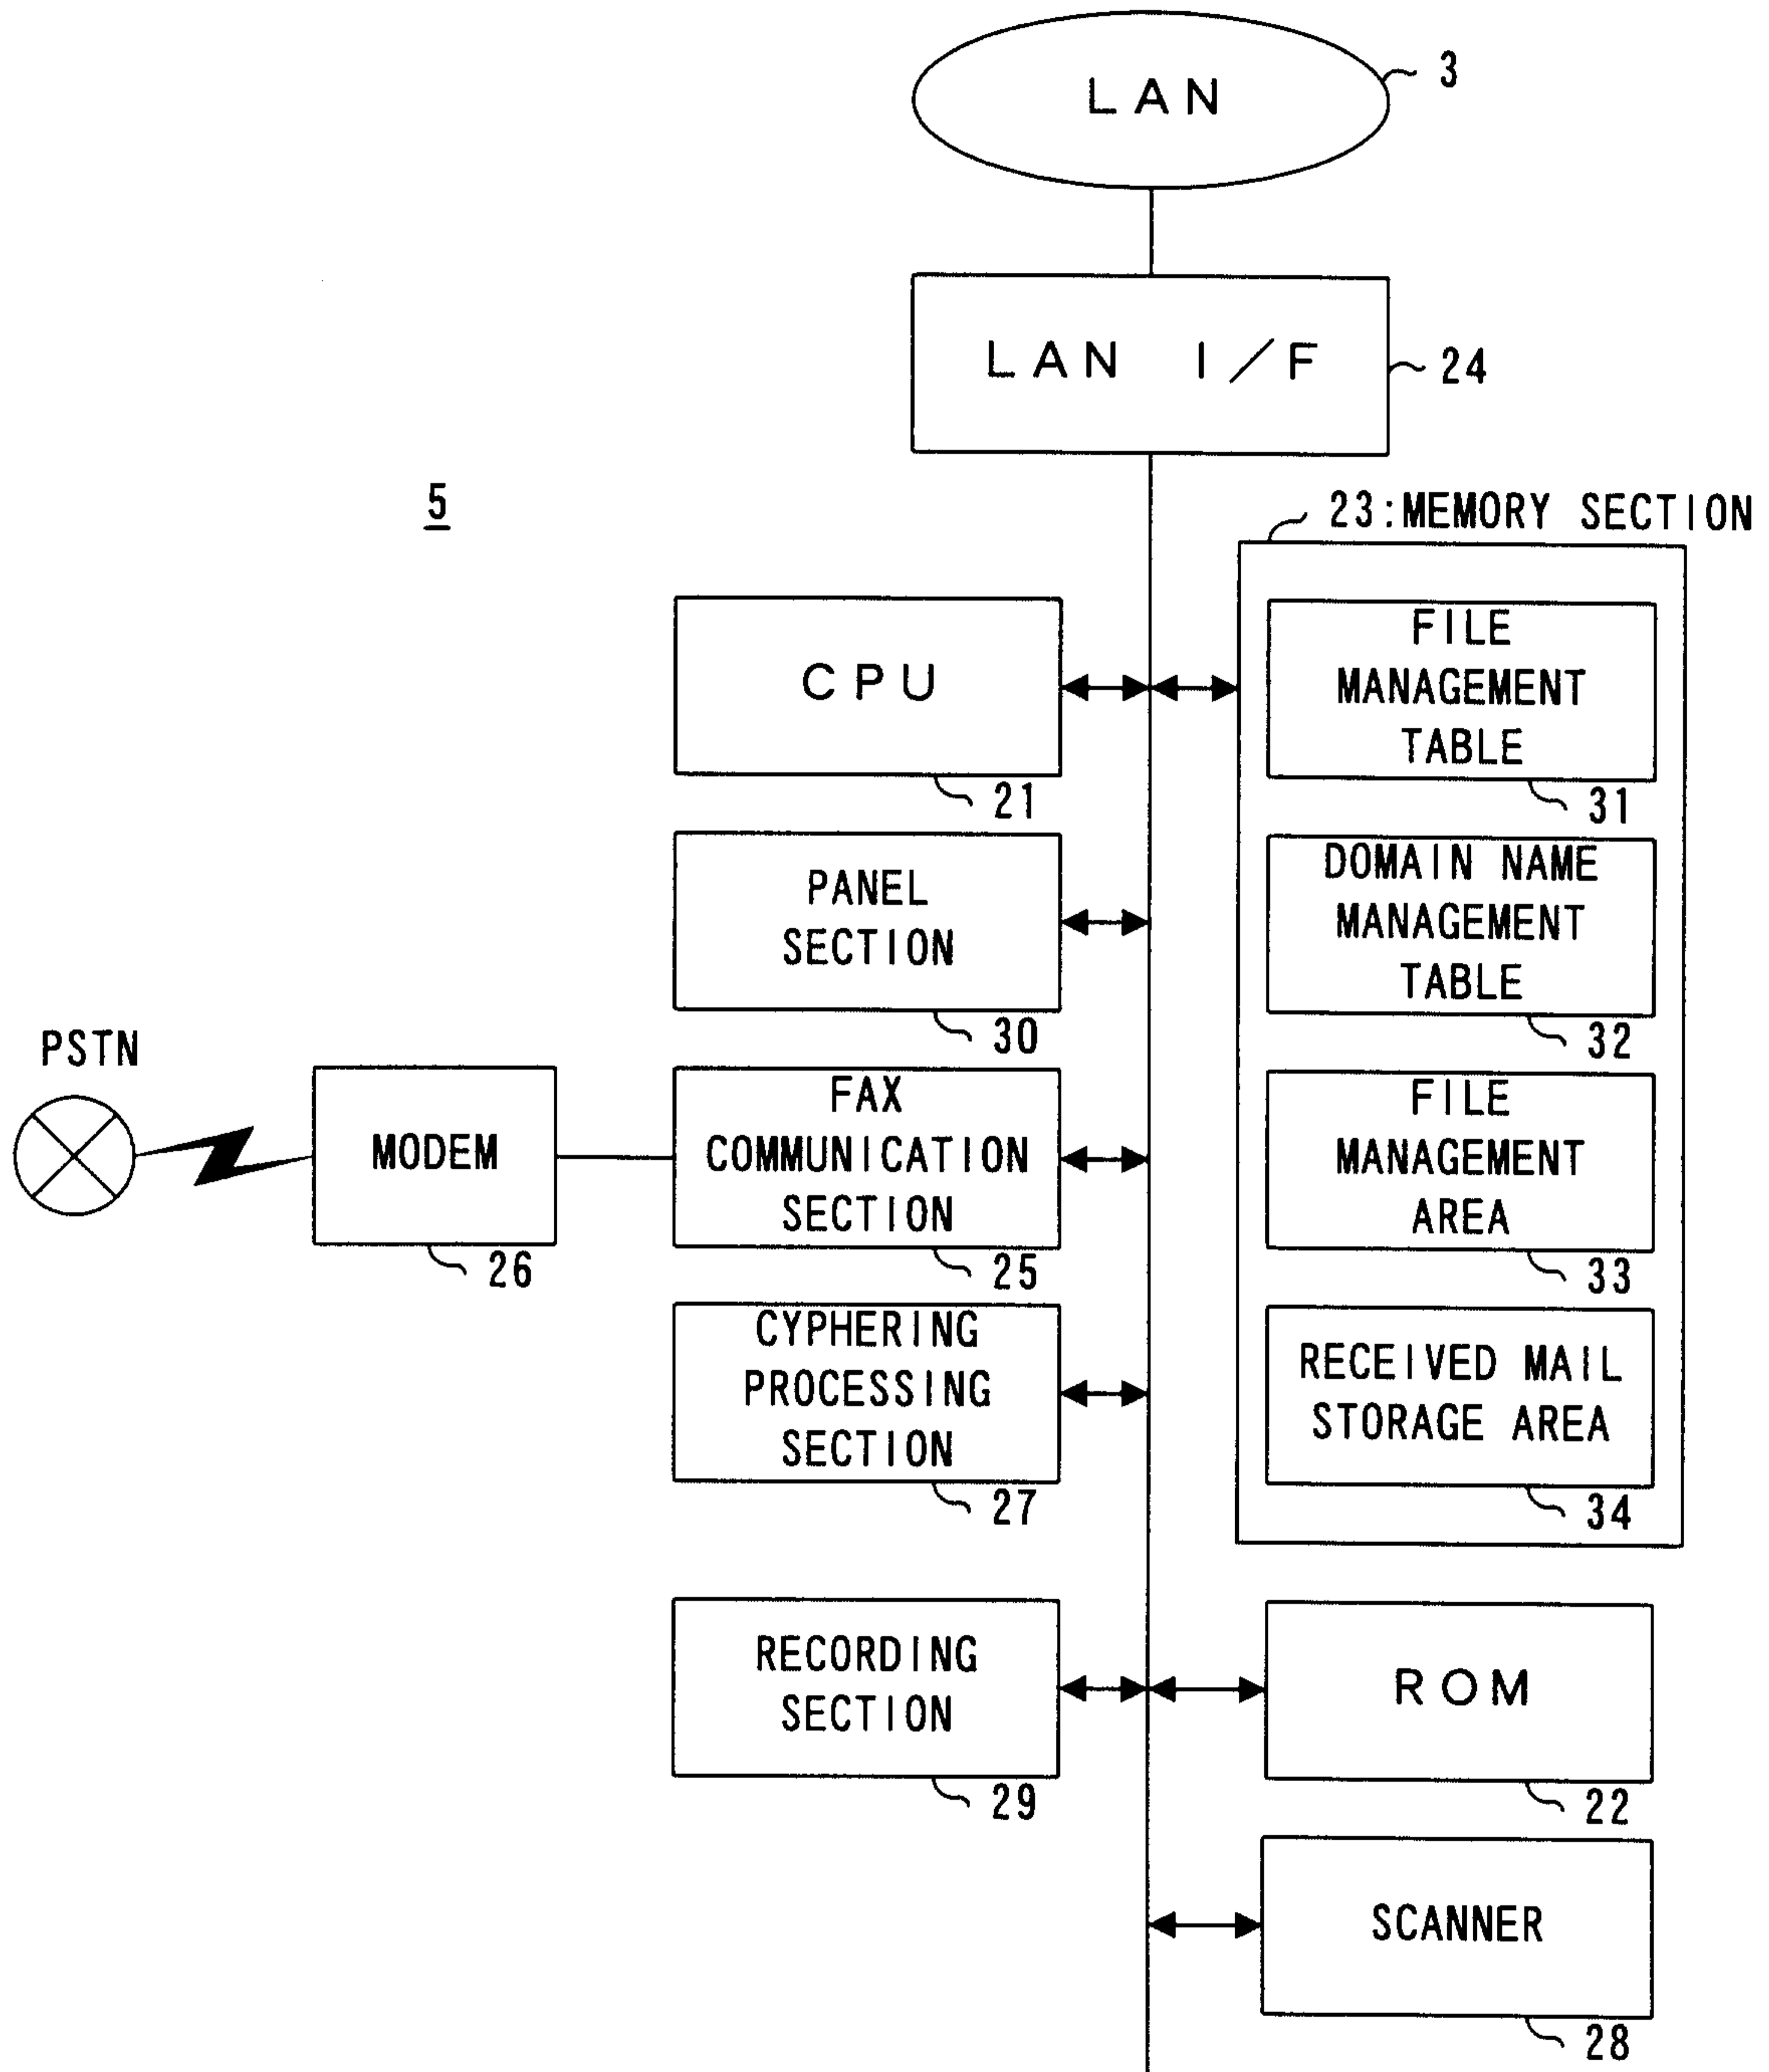 LAN
3
LAN I/F
24
5
23:MEMORY SECTION
CPU
21
FILE
MANAGEMENT
TABLE
31
PANEL
SECTION
30
DOMAIN NAME
MANAGEMENT
TABLE
32
PSTN
MODEM
26
FAX
COMMUNICATION
SECTION
25
FILE
MANAGEMENT
AREA
33
CYPHERING
PROCESSING
SECTION
27
RECEIVED MAIL
STORAGE AREA
34
RECORDING
SECTION
29
ROM
22
SCANNER
28